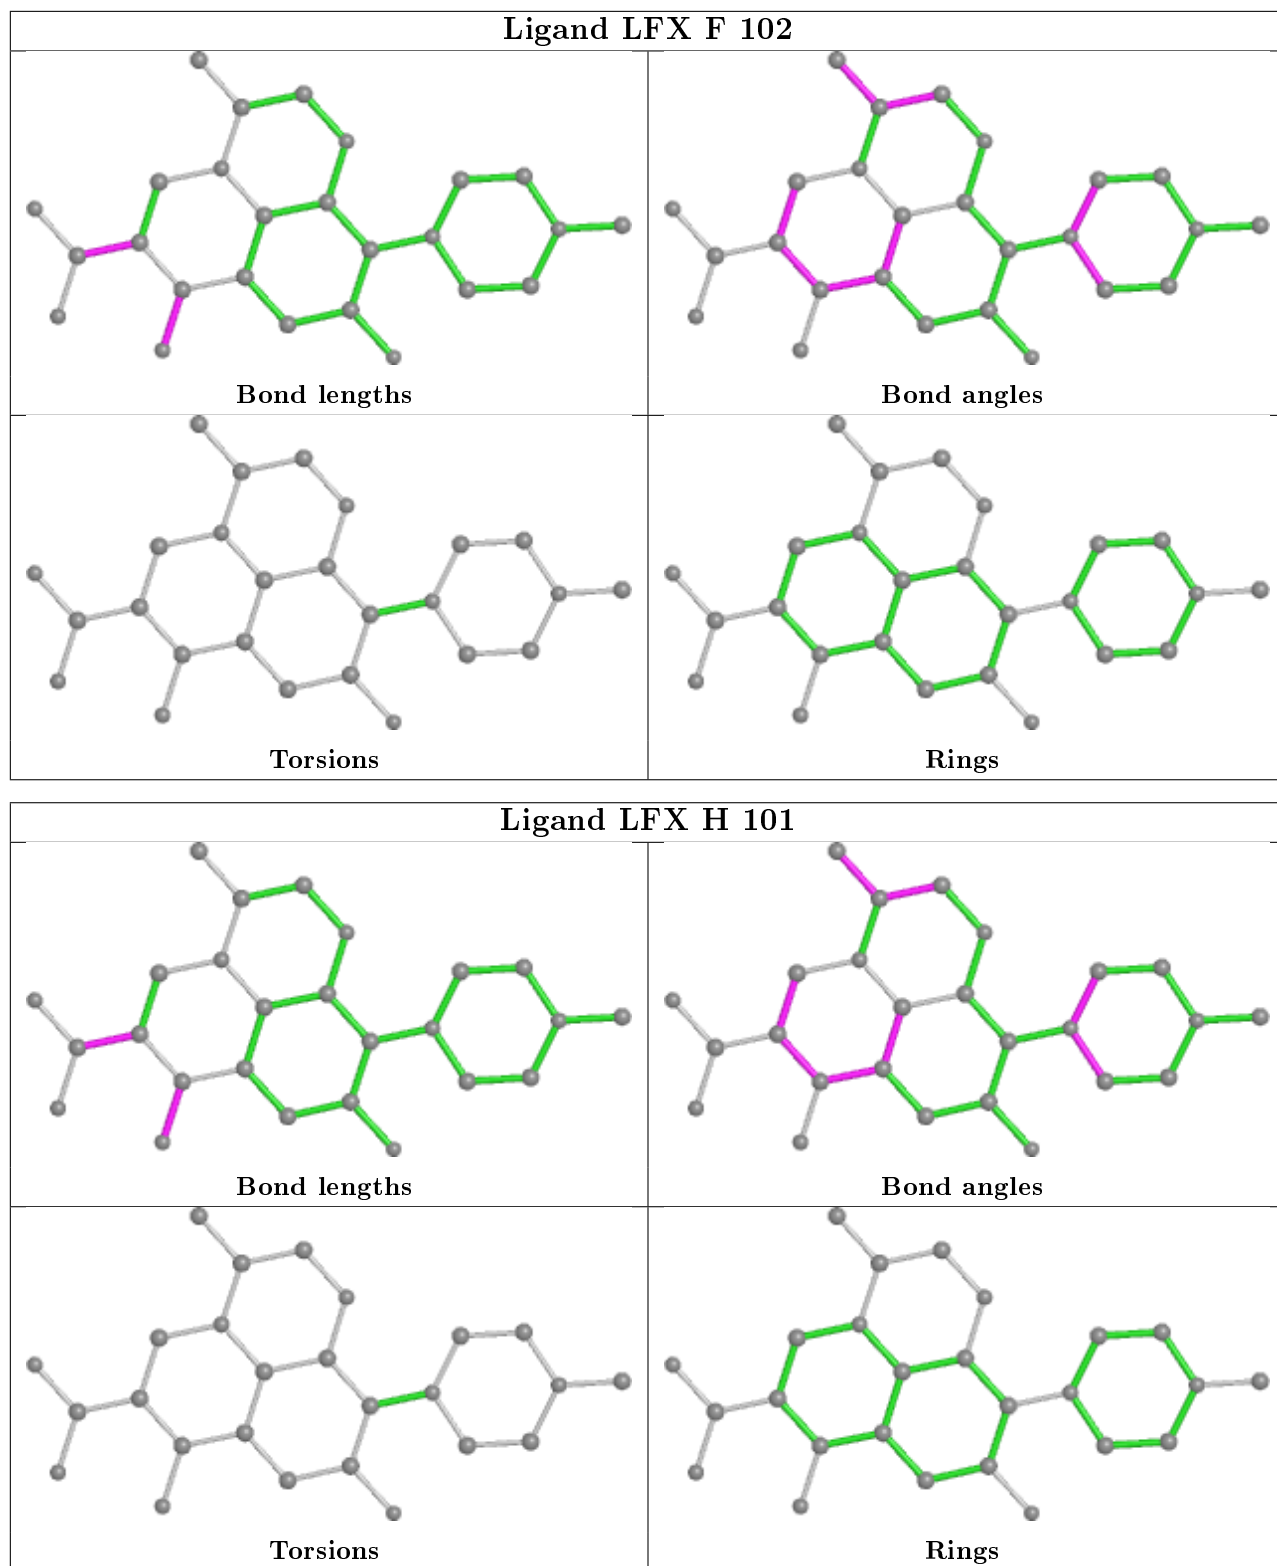 Ligand LFX F 102
Bond lengths
Bond angles
Torsions
Rings
Ligand LFX H 101
Bond lengths
Bond angles
Torsions
Rings